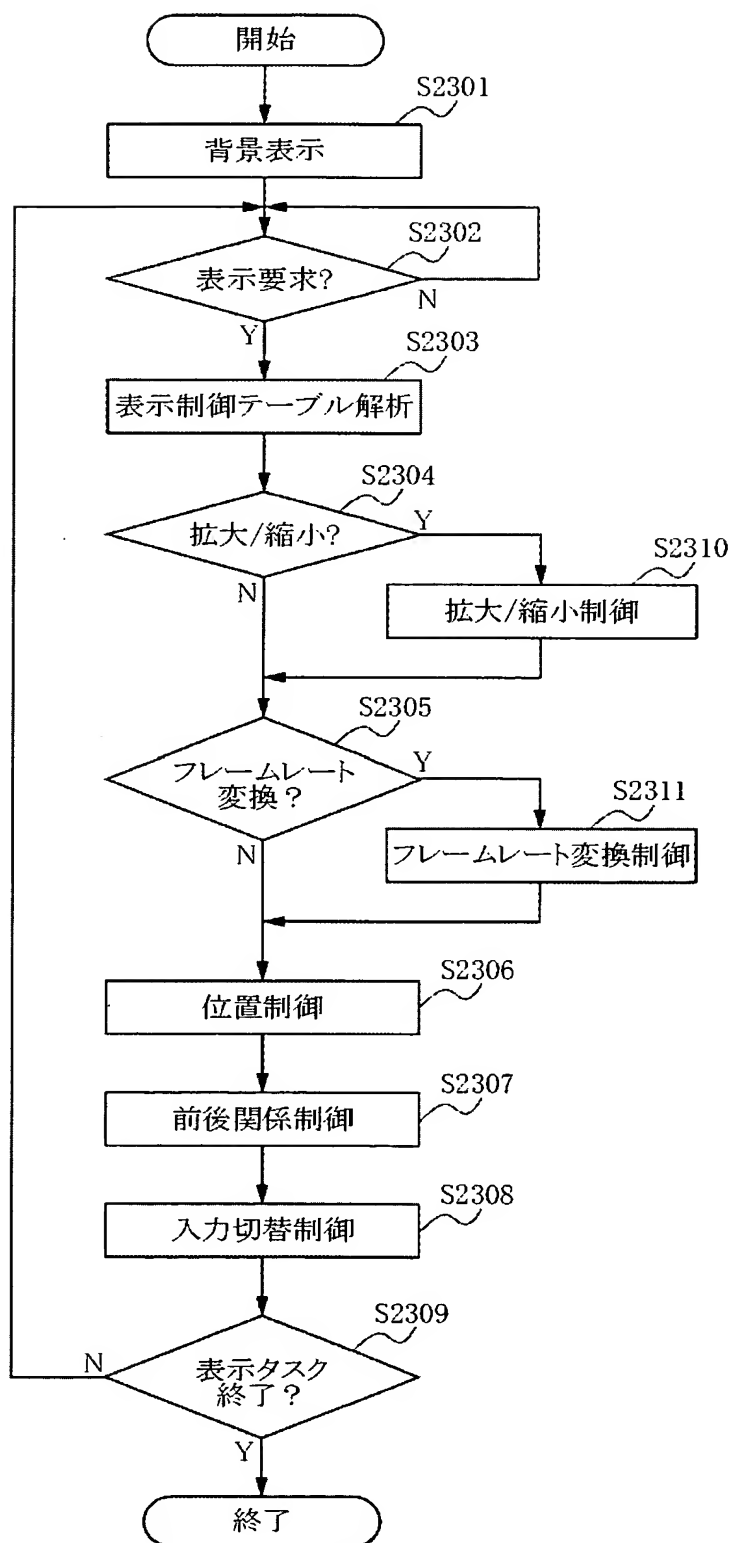 開始
S2301
背景表示
S2302
表示要求?
N
Y
S2303
表示制御テーブル解析
S2304
拡大/縮小?
Y
N
S2310
拡大/縮小制御
S2305
フレームレート
変換?
Y
N
S2311
フレームレート変換制御
S2306
位置制御
S2307
前後関係制御
S2308
入力切替制御
S2309
表示タスク
終了?
N
Y
終了